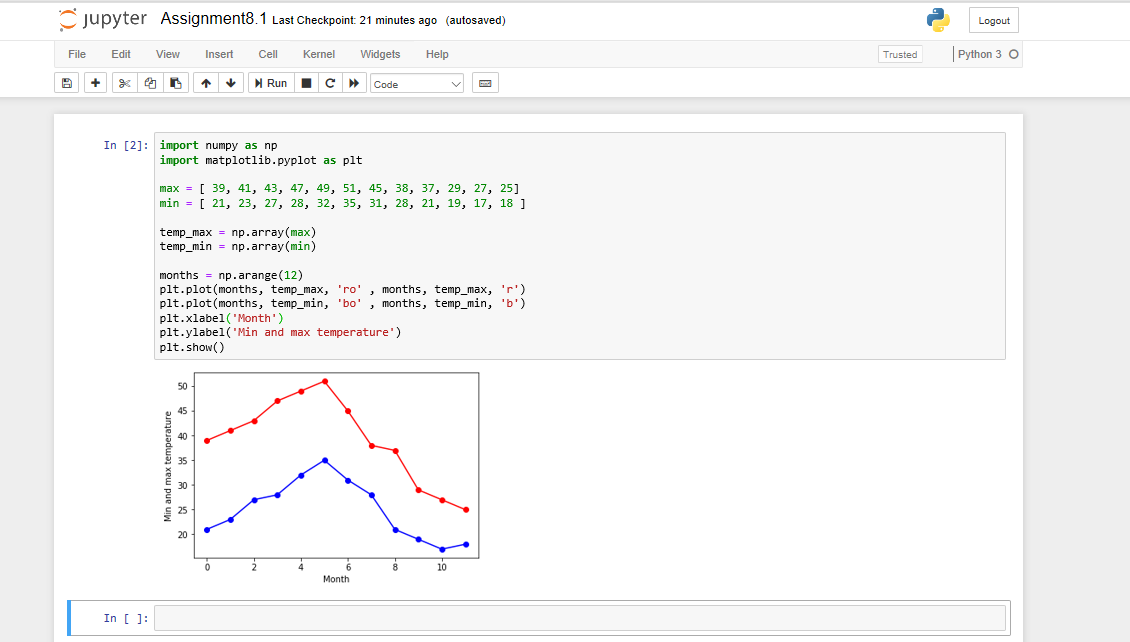 jupyter Assignment8.1 Last Checkpoint: 21 minutes ago (autosaved)
Logout
File Edit View Insert Cell Kernel Widgets Help
Trusted
Python 3
Run
Code
In [2]:
import numpy as np
import matplotlib.pyplot as plt
max = [ 39, 41, 43, 47, 49, 51, 45, 38, 37, 29, 27, 25]
min = [ 21, 23, 27, 28, 32, 35, 31, 28, 21, 19, 17, 18 ]
temp_max = np.array(max)
temp_min = np.array(min)
months = np.arange(12)
plt.plot(months, temp_max, 'ro' , months, temp_max, 'r')
plt.plot(months, temp_min, 'bo' , months, temp_min, 'b')
plt.xlabel('Month')
plt.ylabel('Min and max temperature')
plt.show()
Min and max temperature
50
45
40
35
30
25
20
0 2 4 6 8 10
Month
In [ ]: